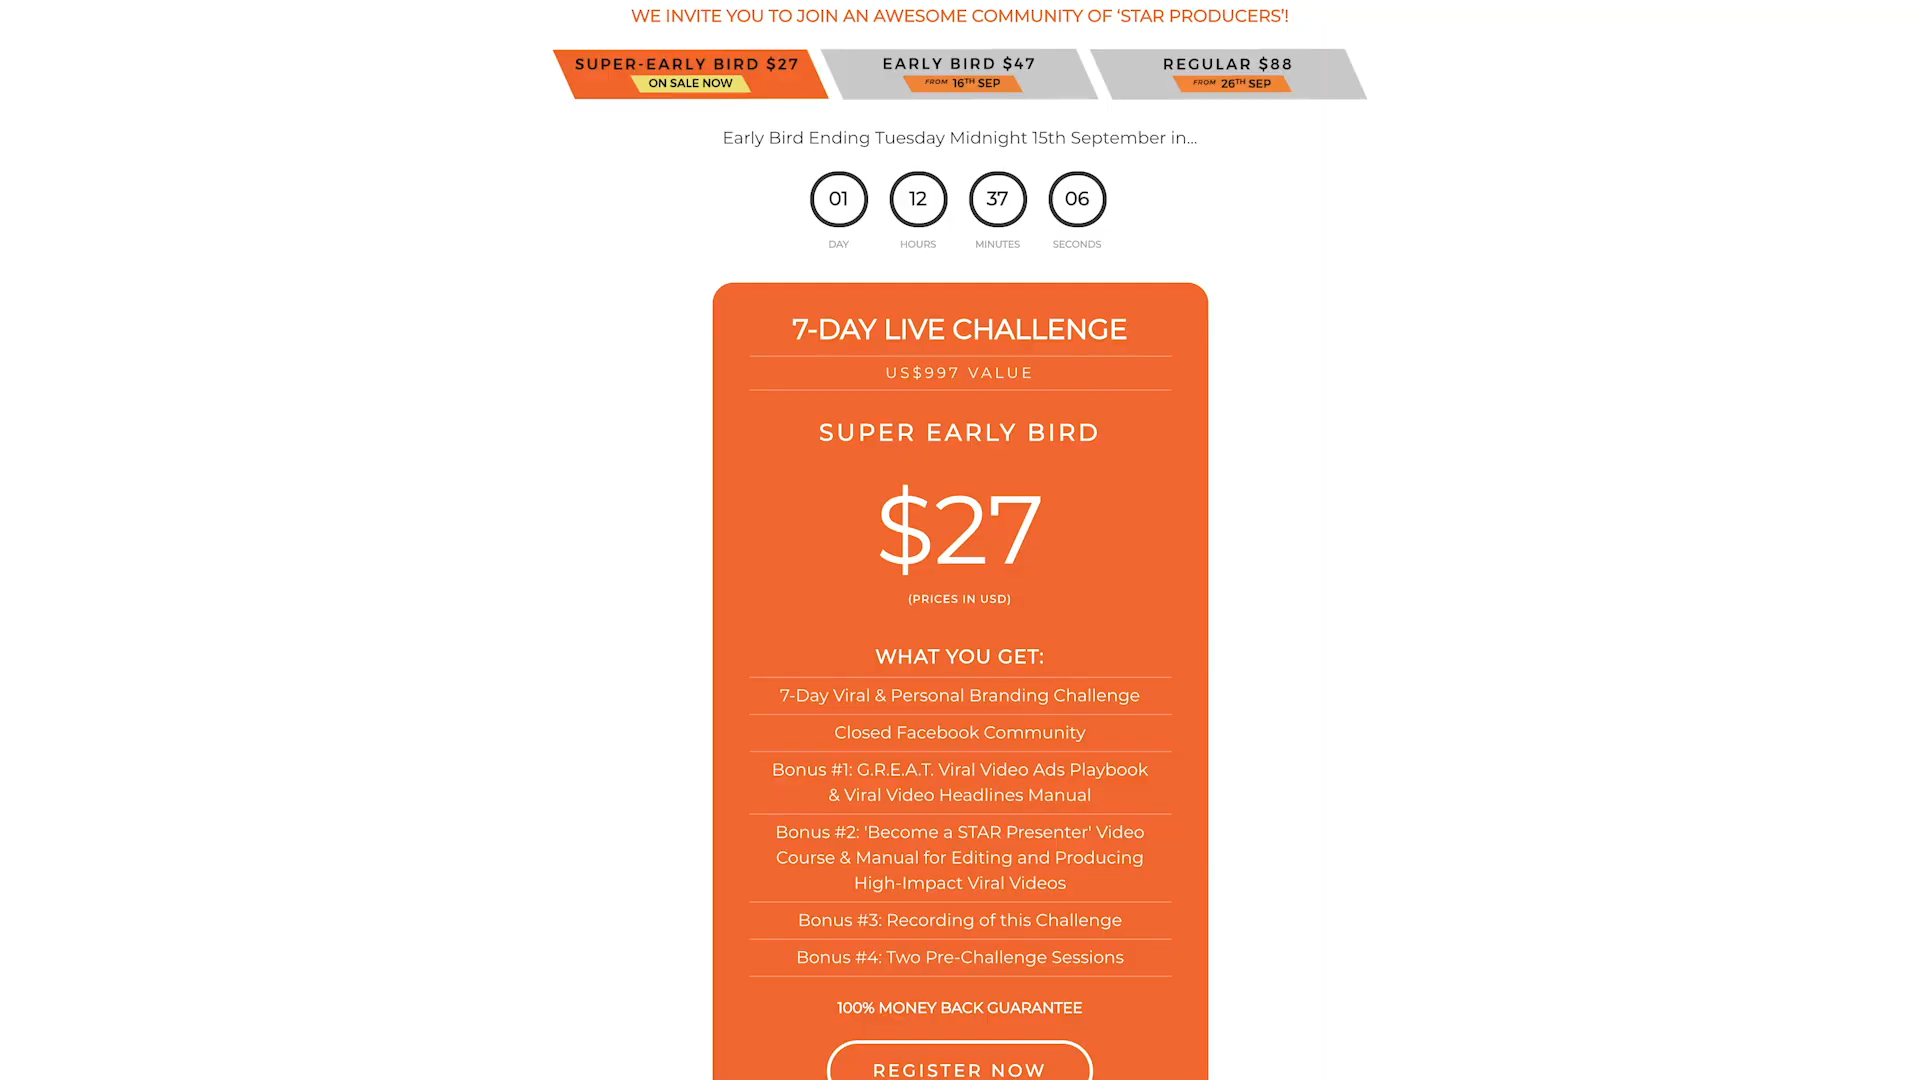 WE INVITE YOU TO JOIN AN AWESOME COMMUNITY OF ‘STAR PRODUCERS’!
SUPER-EARLY BIRD $27
ON SALE NOW
EARLY BIRD $47
FROM 16TH SEP
REGULAR $88
FROM 26TH SEP
Early Bird Ending Tuesday Midnight 15th September in...
01 12 37 06
DAY HOURS MINUTES SECONDS
7-DAY LIVE CHALLENGE
US$997 VALUE
SUPER EARLY BIRD
$27
(PRICES IN USD)
WHAT YOU GET:
7-Day Viral & Personal Branding Challenge
Closed Facebook Community
Bonus #1: G.R.E.A.T. Viral Video Ads Playbook
& Viral Video Headlines Manual
Bonus #2: 'Become a STAR Presenter' Video
Course & Manual for Editing and Producing
High-Impact Viral Videos
Bonus #3: Recording of this Challenge
Bonus #4: Two Pre-Challenge Sessions
100% MONEY BACK GUARANTEE
REGISTER NOW